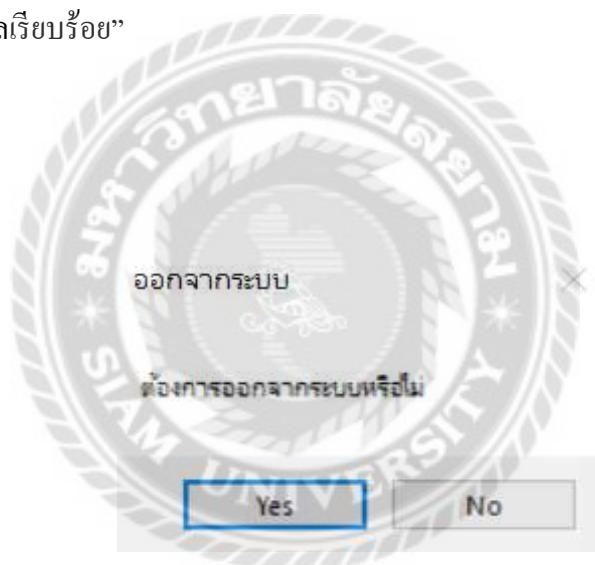 ลเรียบร้อย”
มหาวิทยาลัยสยาม
ออกจากระบบ
ต้องการออกจากระบบหรือไม่
SIAM UNIVERSITY
Yes No